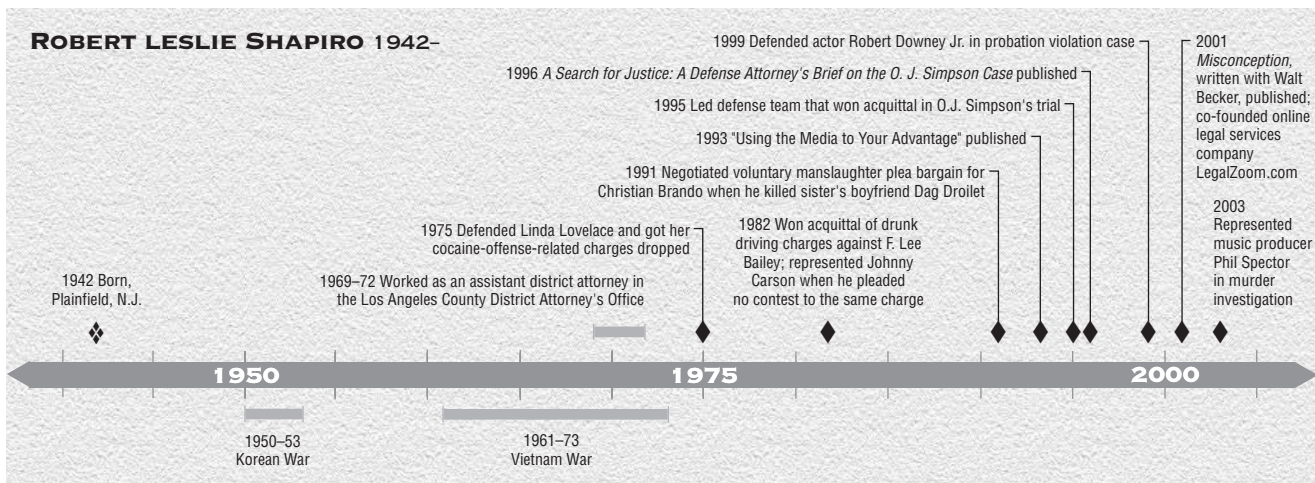 ROBERT LESLIE SHAPIRO 1942–
1942 Born,
Plainfield, N.J.
1969–72 Worked as an assistant district attorney in
the Los Angeles County District Attorney's Office
1975 Defended Linda Lovelace and got her
cocaine-offense-related charges dropped
1982 Won acquittal of drunk
driving charges against F. Lee
Bailey; represented Johnny
Carson when he pleaded
no contest to the same charge
1991 Negotiated voluntary manslaughter plea bargain for
Christian Brando when he killed sister's boyfriend Dag Droilet
1993 "Using the Media to Your Advantage" published
1995 Led defense team that won acquittal in O.J. Simpson's trial
1996 A Search for Justice: A Defense Attorney's Brief on the O. J. Simpson Case published
1999 Defended actor Robert Downey Jr. in probation violation case
2001
Misconception,
written with Walt
Becker, published;
co-founded online
legal services
company
LegalZoom.com
2003
Represented
music producer
Phil Spector
in murder
investigation
1950
1975
2000
1950–53
Korean War
1961–73
Vietnam War